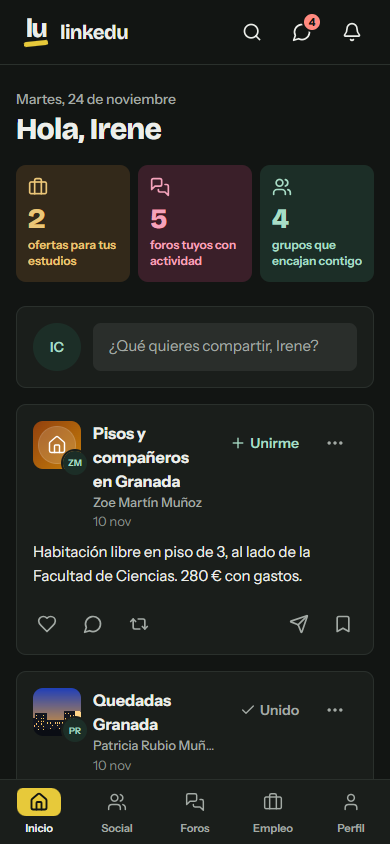 lu linkedu
4
Martes, 24 de noviembre
Hola, Irene
2
ofertas para tus
estudios
5
foros tuyos con
actividad
4
grupos que
encajan contigo
IC
¿Qué quieres compartir, Irene?
Pisos y
compañeros
en Granada
+ Unirme
ZM
Zoe Martín Muñoz
10 nov
Habitación libre en piso de 3, al lado de la
Facultad de Ciencias. 280 € con gastos.
Quedadas
Granada
Unido
PR
Patricia Rubio Muñ...
10 nov
Inicio
Social
Foros
Empleo
Perfil